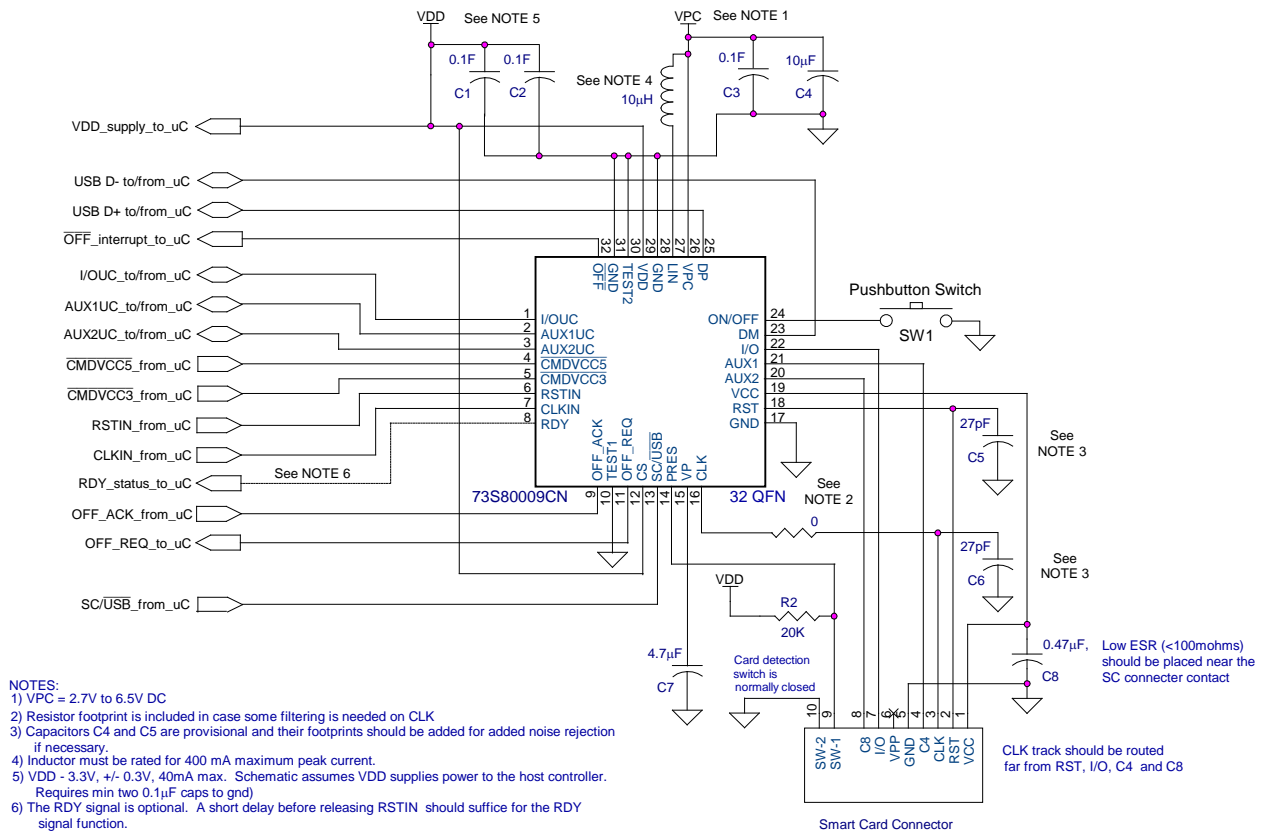 VDD
See NOTE 5
VPC
See NOTE 1
0.1F
0.1F
C1
C2
See NOTE 4
10µH
0.1F
10µF
C3
C4
VDD_supply_to_uC
USB D- to/from_uC
USB D+ to/from_uC
OFF_interrupt_to_uC
I/OUC_to/from_uC
AUX1UC_to/from_uC
AUX2UC_to/from_uC
CMDVCC5_from_uC
CMDVCC3_from_uC
RSTIN_from_uC
CLKIN_from_uC
RDY_status_to_uC
See NOTE 6
OFF_ACK_from_uC
OFF_REQ_to_uC
SC/USB_from_uC
32
31
30
29
28
27
26
25
OFF
GND
TEST2
VDD
GND
LIN
VPC
DP
1
I/OUC
2
AUX1UC
3
AUX2UC
4
CMDVCC5
5
CMDVCC3
6
RSTIN
7
CLKIN
8
RDY
ON/OFF
24
DM
23
I/O
22
AUX1
21
AUX2
20
VCC
19
RST
18
GND
17
OFF_ACK
TEST1
OFF_REQ
CS
SC/USB
PRES
VP
CLK
9
10
11
12
13
14
15
16
73S80009CN
32 QFN
Pushbutton Switch
SW1
27pF
C5
See
NOTE 3
See
NOTE 2
0
27pF
C6
See
NOTE 3
VDD
R2
20K
4.7µF
C7
Card detection
switch is
normally closed
0.47µF,
C8
Low ESR (<100mohms)
should be placed near the
SC connecter contact
10
9
8
7
6
5
4
3
2
1
SW-2
SW-1
C8
I/O
VPP
GND
C4
CLK
RST
VCC
CLK track should be routed
far from RST, I/O, C4 and C8
Smart Card Connector
NOTES:
1) VPC = 2.7V to 6.5V DC
2) Resistor footprint is included in case some filtering is needed on CLK
3) Capacitors C4 and C5 are provisional and their footprints should be added for added noise rejection
if necessary.
4) Inductor must be rated for 400 mA maximum peak current.
5) VDD - 3.3V, +/- 0.3V, 40mA max. Schematic assumes VDD supplies power to the host controller.
Requires min two 0.1µF caps to gnd)
6) The RDY signal is optional. A short delay before releasing RSTIN should suffice for the RDY
signal function.